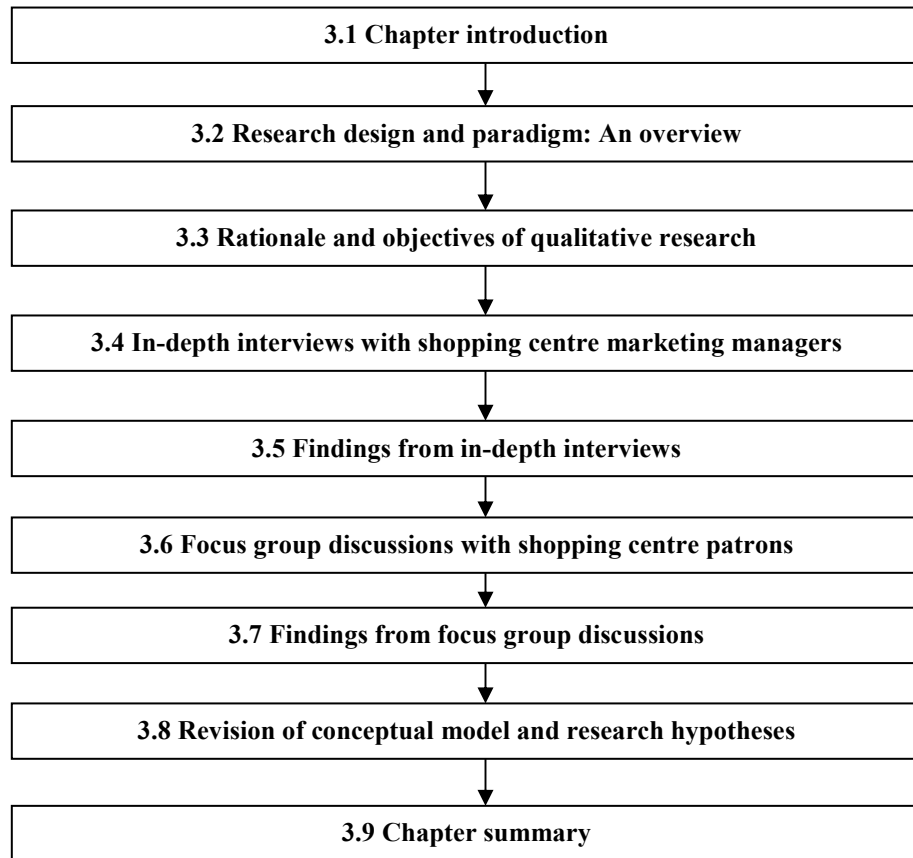 3.1 Chapter introduction
3.2 Research design and paradigm: An overview
3.3 Rationale and objectives of qualitative research
3.4 In-depth interviews with shopping centre marketing managers
3.5 Findings from in-depth interviews
3.6 Focus group discussions with shopping centre patrons
3.7 Findings from focus group discussions
3.8 Revision of conceptual model and research hypotheses
3.9 Chapter summary